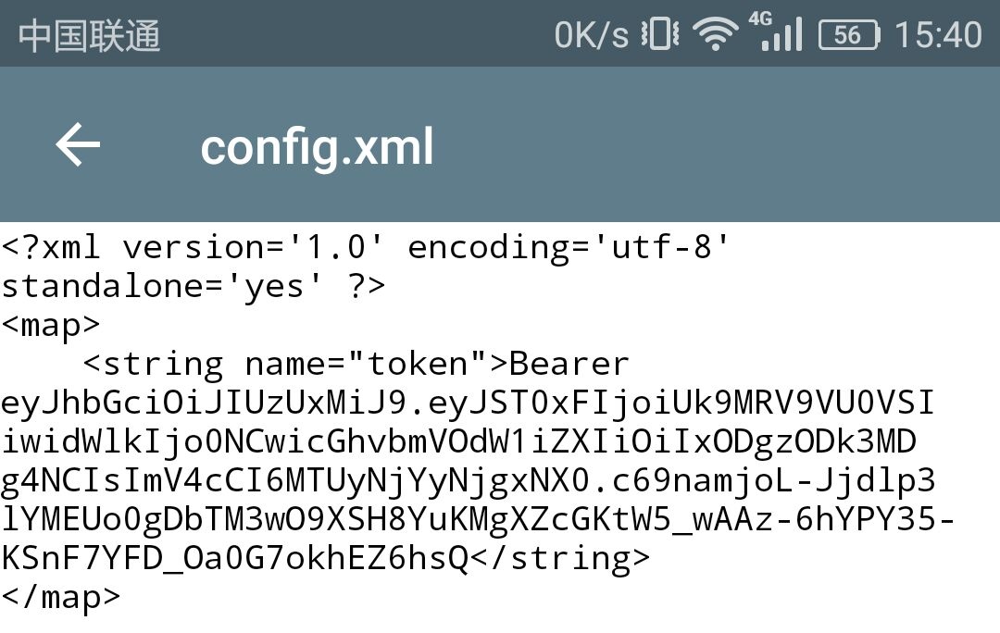 中国联通 0K/s 4G 56 15:40
config.xml
<?xml version='1.0' encoding='utf-8'
standalone='yes' ?>
<map>
    <string name="token">Bearer
eyJhbGciOiJIUzUxMiJ9.eyJST0xFIjoiUk9MRV9VU0VSI
iwidWlkIjo0NCwicGhvbmVOdW1iZXIiOiIxODgzODk3MD
g4NCIsImV4cCI6MTUyNjYyNjgxNX0.c69namjoL-Jjdlp3
lYMEUo0gDbTM3wO9XSH8YuKMgXZcGKtW5_wAAz-6hYPY35-
KSnF7YFD_Oa0G7okhEZ6hsQ</string>
</map>